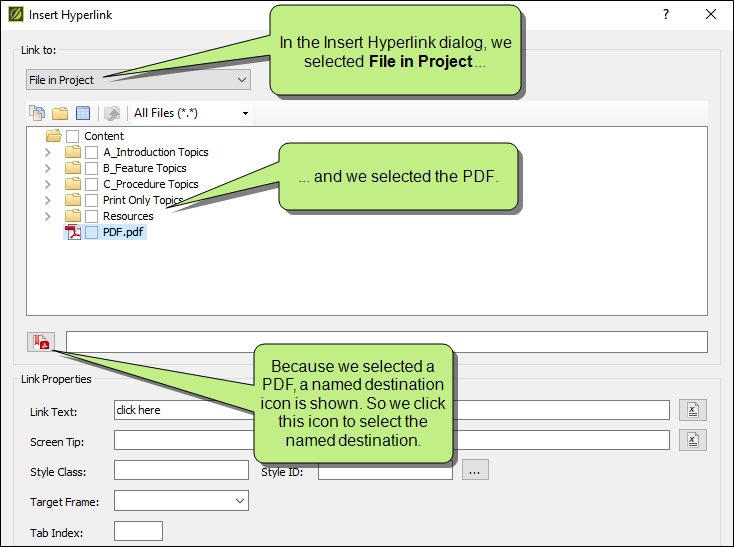 Insert Hyperlink
?
Link to:
In the Insert Hyperlink dialog, we
selected File in Project ...
File in Project
All Files (*.*)
Content
A_Introduction Topics
B_Feature Topics
C_Procedure Topics
Print Only Topics
Resources
PDF.pdf
... and we selected the PDF.
Because we selected a
PDF, a named destination
icon is shown. So we click
this icon to select the
named destination.
Link Properties
Link Text:
click here
Screen Tip:
Style Class:
Style ID:
...
Target Frame:
Tab Index: